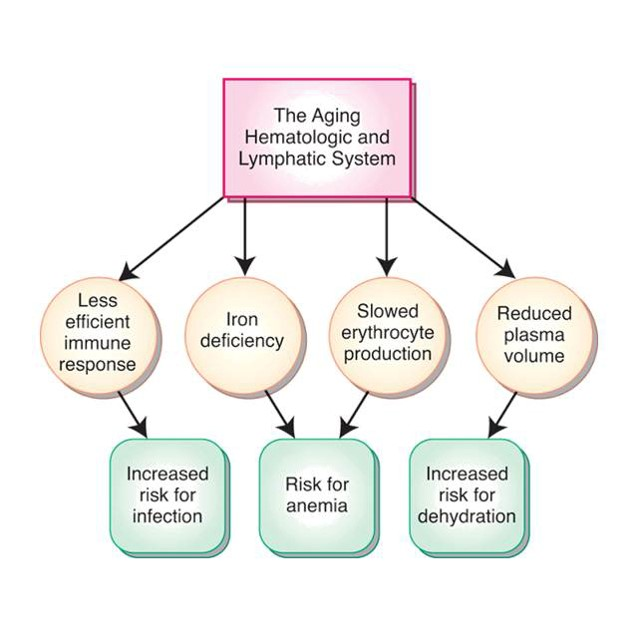 The Aging
Hematologic and
Lymphatic System
Less
efficient
immune
response
Iron
deficiency
Slowed
erythrocyte
production
Reduced
plasma
volume
Increased
risk for
infection
Risk for
anemia
Increased
risk for
dehydration